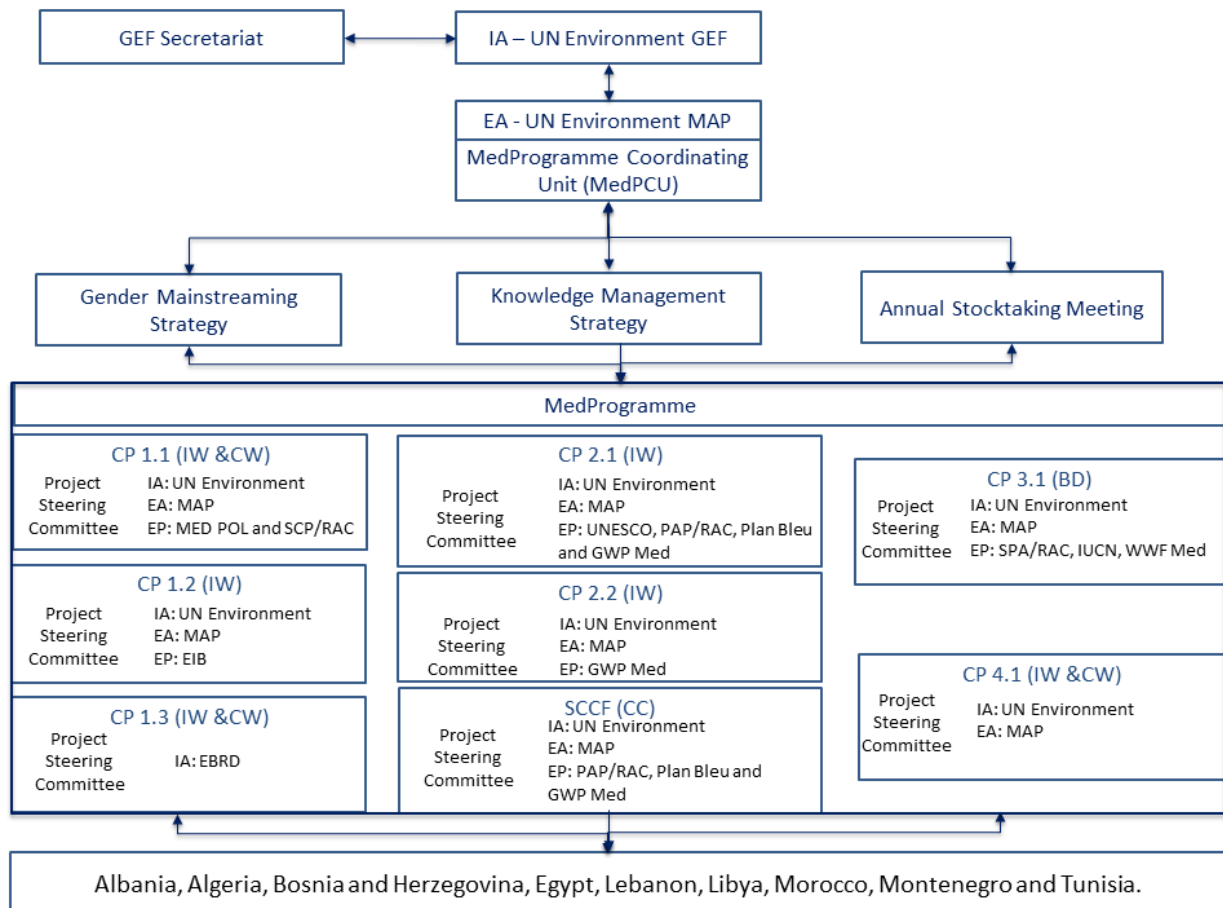 GEF Secretariat
IA – UN Environment GEF
EA - UN Environment MAP
MedProgramme Coordinating
Unit (MedPCU)
Gender Mainstreaming
Strategy
Knowledge Management
Strategy
Annual Stocktaking Meeting
MedProgramme
CP 1.1 (IW &CW)
Project
Steering
Committee
IA: UN Environment
EA: MAP
EP: MED POL and SCP/RAC
CP 1.2 (IW)
Project
Steering
Committee
IA: UN Environment
EA: MAP
EP: EIB
CP 1.3 (IW &CW)
Project
Steering
Committee
IA: EBRD
CP 2.1 (IW)
Project
Steering
Committee
IA: UN Environment
EA: MAP
EP: UNESCO, PAP/RAC, Plan Bleu
and GWP Med
CP 2.2 (IW)
Project
Steering
Committee
IA: UN Environment
EA: MAP
EP: GWP Med
SCCF (CC)
Project
Steering
Committee
IA: UN Environment
EA: MAP
EP: PAP/RAC, Plan Bleu and
GWP Med
CP 3.1 (BD)
Project
Steering
Committee
IA: UN Environment
EA: MAP
EP: SPA/RAC, IUCN, WWF Med
CP 4.1 (IW &CW)
Project
Steering
Committee
IA: UN Environment
EA: MAP
Albania, Algeria, Bosnia and Herzegovina, Egypt, Lebanon, Libya, Morocco, Montenegro and Tunisia.